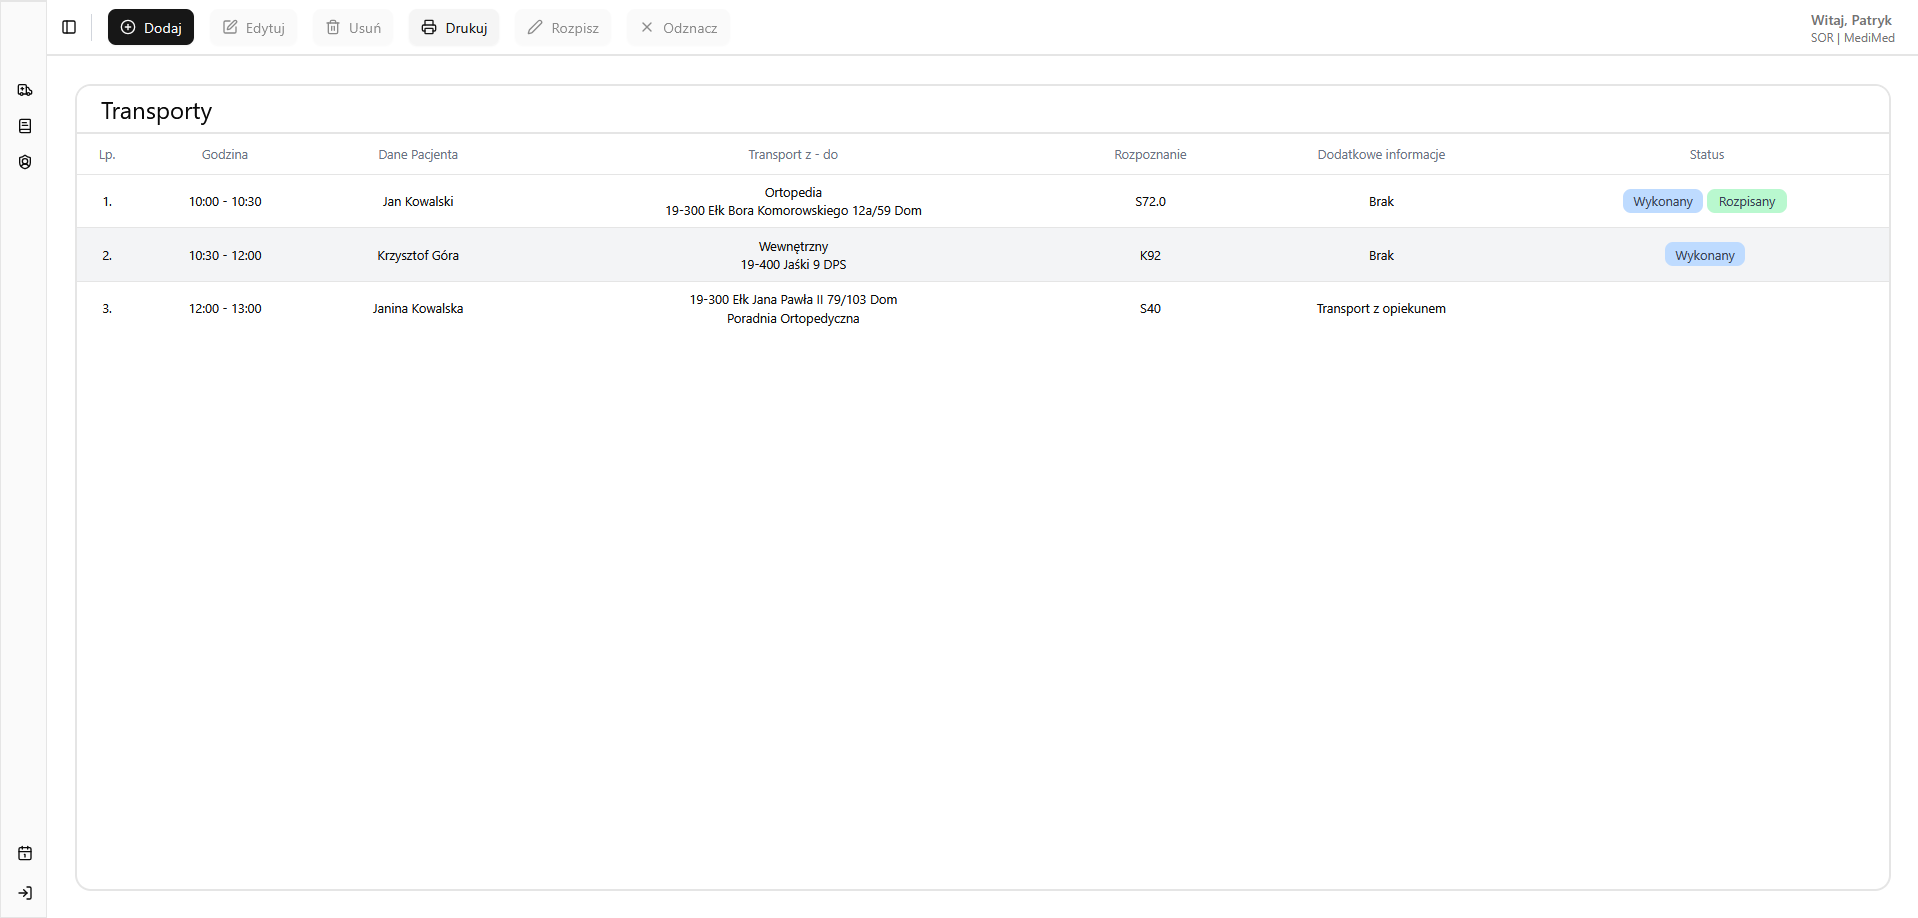 Dodaj Edytuj Usuń Drukuj Rozpisz Odznacz
Witaj, Patryk
SOR | MediMed
Transporty
Lp. Godzina Dane Pacjenta Transport z - do Rozpoznanie Dodatkowe informacje Status
1. 10:00 - 10:30 Jan Kowalski Ortopedia
19-300 Ełk Bora Komorowskiego 12a/59 Dom S72.0 Brak Wykonany Rozpisany
2. 10:30 - 12:00 Krzysztof Góra Wewnętrzny
19-400 Jaśki 9 DPS K92 Brak Wykonany
3. 12:00 - 13:00 Janina Kowalska 19-300 Ełk Jana Pawła II 79/103 Dom
Poradnia Ortopedyczna S40 Transport z opiekunem